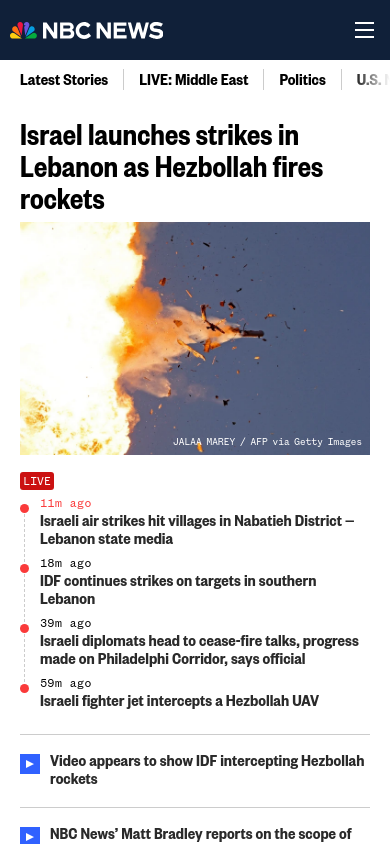 NBC NEWS
Latest Stories
LIVE: Middle East
Politics
U.S.
Israel launches strikes in
Lebanon as Hezbollah fires
rockets
JALAA MAREY / AFP via Getty Images
LIVE
11m ago
Israeli air strikes hit villages in Nabatieh District –
Lebanon state media
18m ago
IDF continues strikes on targets in southern
Lebanon
39m ago
Israeli diplomats head to cease-fire talks, progress
made on Philadelphi Corridor, says official
59m ago
Israeli fighter jet intercepts a Hezbollah UAV
Video appears to show IDF intercepting Hezbollah
rockets
NBC News’ Matt Bradley reports on the scope of